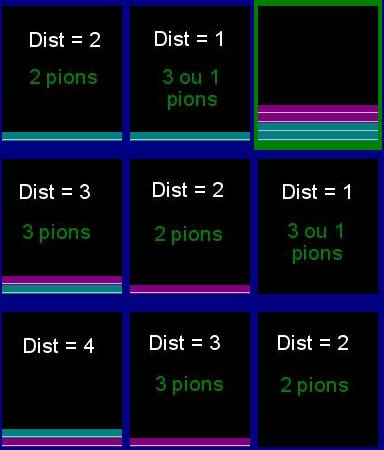 Dist = 2
2 pions
Dist = 1
3 ou 1
pions
Dist = 3
3 pions
Dist = 2
2 pions
Dist = 1
3 ou 1
pions
Dist = 4
Dist = 3
3 pions
Dist = 2
2 pions